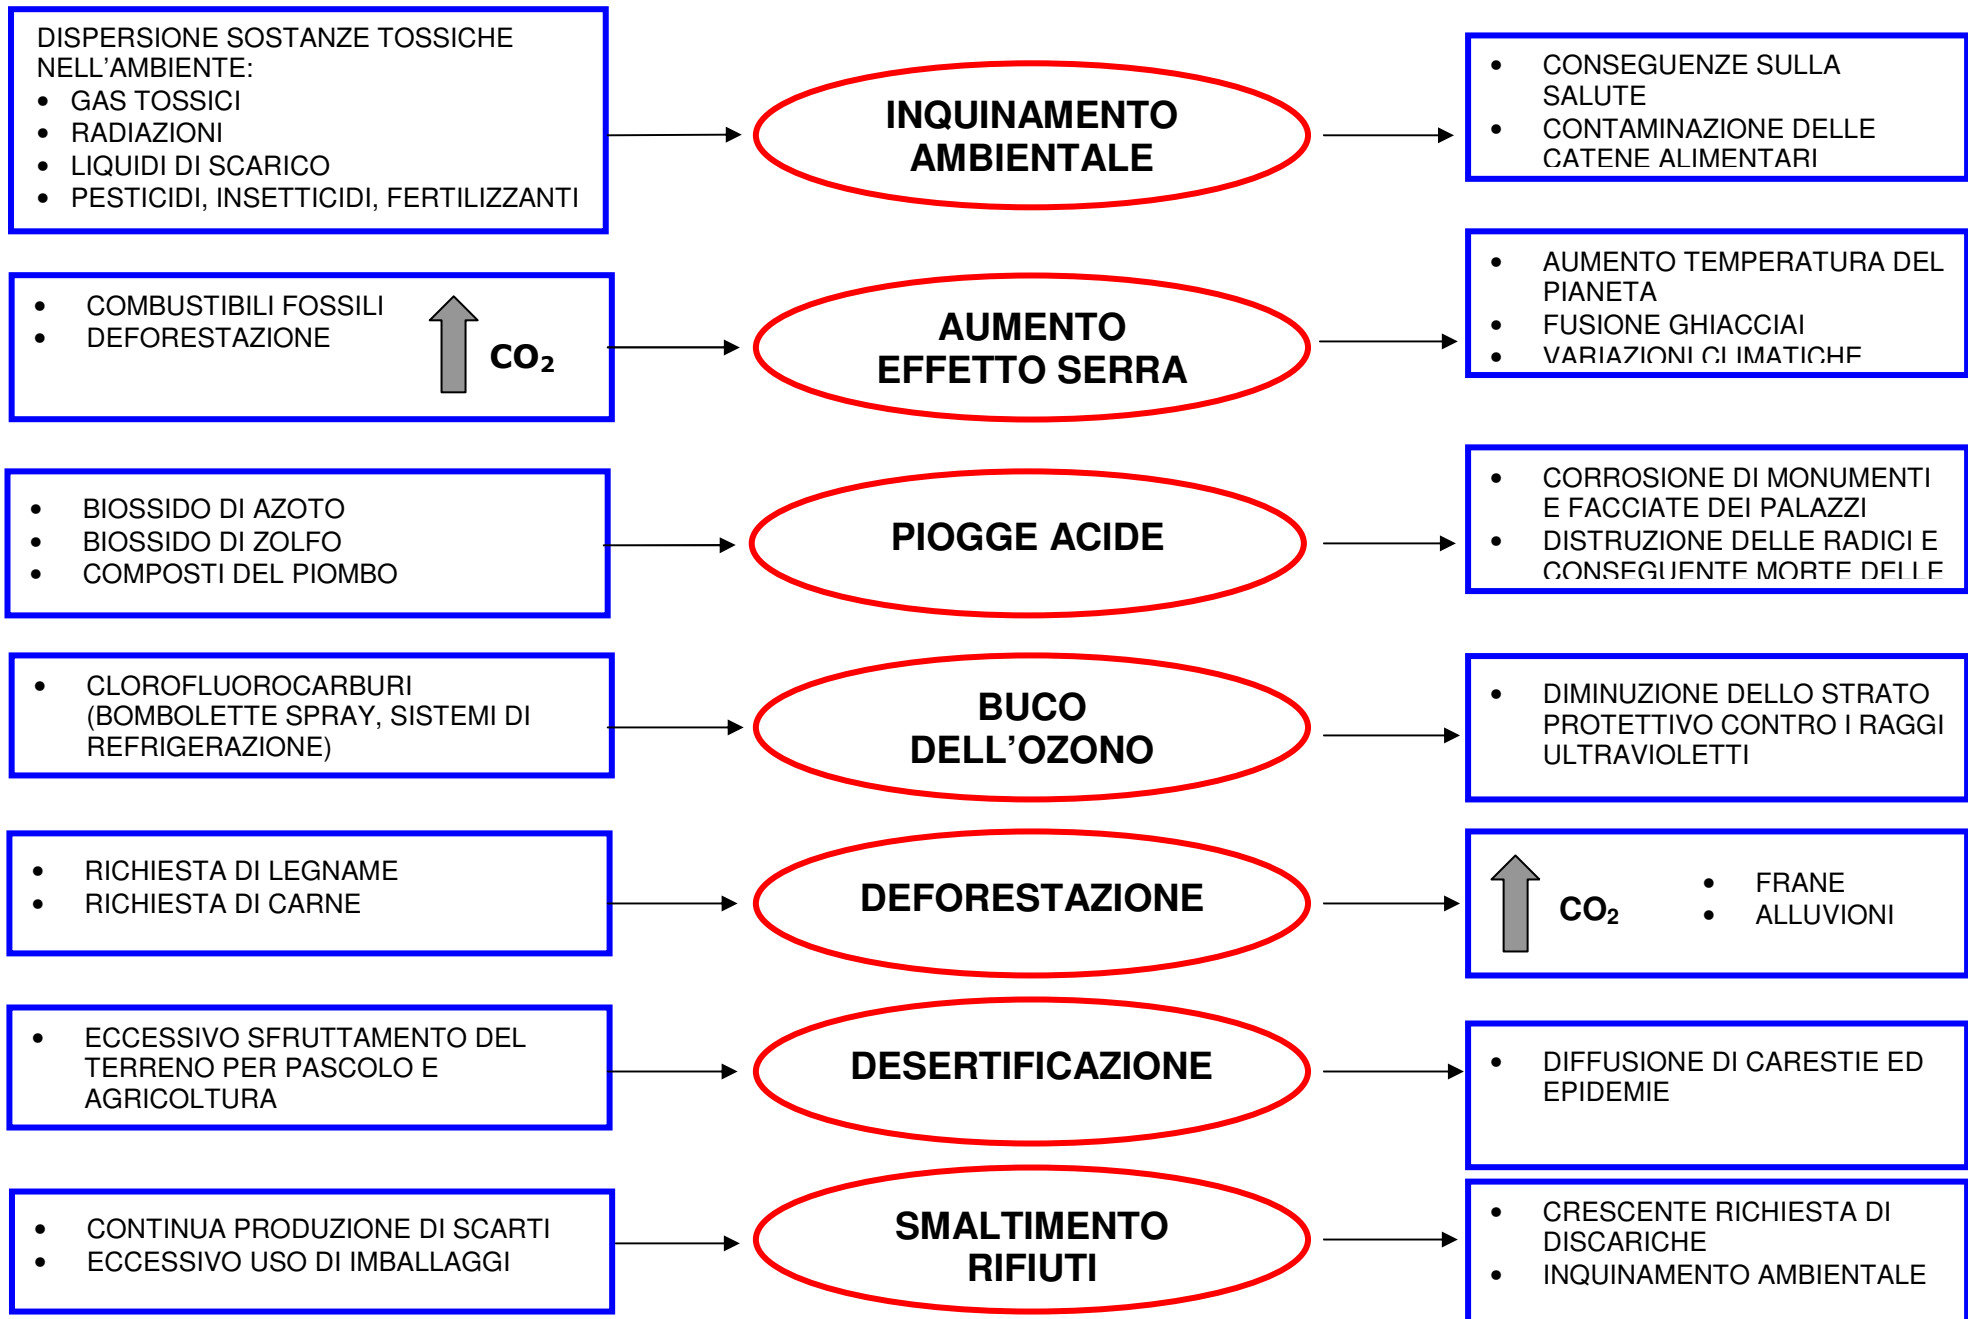 DISPERSIONE SOSTANZE TOSSICHE
NELL'AMBIENTE:
• GAS TOSSICI
• RADIAZIONI
• LIQUIDI DI SCARICO
• PESTICIDI, INSETTICIDI, FERTILIZZANTI
INQUINAMENTO
AMBIENTALE
• CONSEGUENZE SULLA
SALUTE
• CONTAMINAZIONE DELLE
CATENE ALIMENTARI
• COMBUSTIBILI FOSSILI
• DEFORESTAZIONE
CO₂
AUMENTO
EFFETTO SERRA
• AUMENTO TEMPERATURA DEL
PIANETA
• FUSIONE GHIACCIAI
• VARIAZIONI CLIMATICHE
• BIOSSIDO DI AZOTO
• BIOSSIDO DI ZOLFO
• COMPOSTI DEL PIOMBO
PIOGGE ACIDE
• CORROSIONE DI MONUMENTI
E FACCIATE DEI PALAZZI
• DISTRUZIONE DELLE RADICI E
CONSEGUENTE MORTE DELLE
• CLOROFLUOROCARBURI
(BOMBOLETTE SPRAY, SISTEMI DI
REFRIGERAZIONE)
BUCO
DELL'OZONO
• DIMINUZIONE DELLO STRATO
PROTETTIVO CONTRO I RAGGI
ULTRAVIOLETTI
• RICHIESTA DI LEGNAME
• RICHIESTA DI CARNE
DEFORESTAZIONE
CO₂
• FRANE
• ALLUVIONI
• ECCESSIVO SFRUTTAMENTO DEL
TERRENO PER PASCOLO E
AGRICOLTURA
DESERTIFICAZIONE
• DIFFUSIONE DI CARESTIE ED
EPIDEMIE
• CONTINUA PRODUZIONE DI SCARTI
• ECCESSIVO USO DI IMBALLAGGI
SMALTIMENTO
RIFIUTI
• CRESCENTE RICHIESTA DI
DISCARICHE
• INQUINAMENTO AMBIENTALE